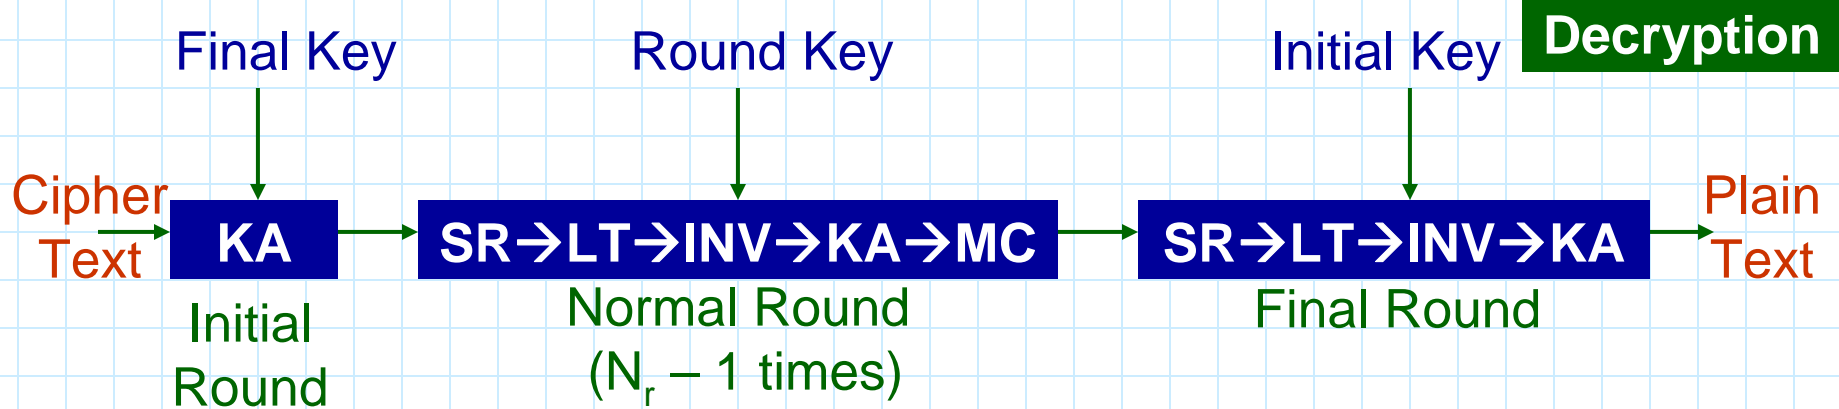 Decryption
Final Key
Round Key
Initial Key
Cipher
Text
KA
SR→LT→INV→KA→MC
SR→LT→INV→KA
Plain
Text
Initial
Round
Normal Round
(Nr – 1 times)
Final Round